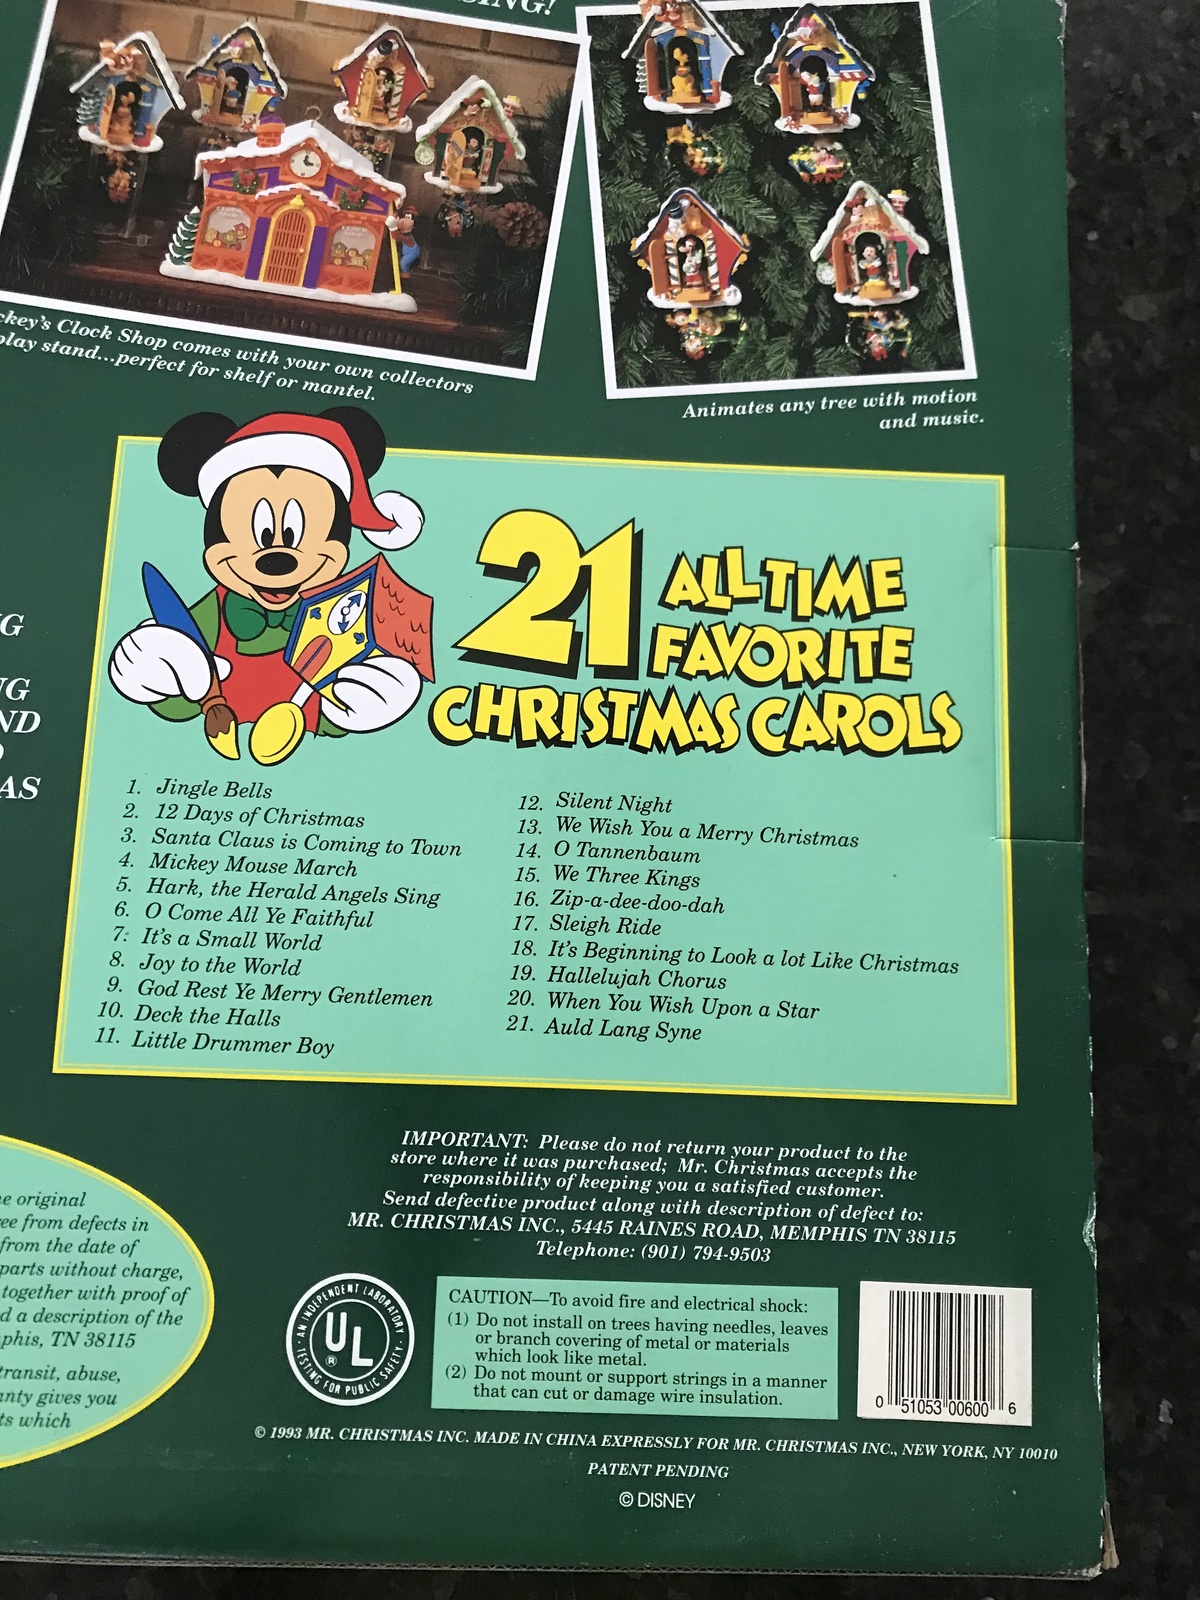 SING!
ckey's Clock Shop comes with your own collectors
play stand...perfect for shelf or mantel.
Animates any tree with motion
and music.
21 ALL TIME
FAVORITE
CHRISTMAS CAROLS
1. Jingle Bells
2. 12 Days of Christmas
3. Santa Claus is Coming to Town
4. Mickey Mouse March
5. Hark, the Herald Angels Sing
6. O Come All Ye Faithful
7. It's a Small World
8. Joy to the World
9. God Rest Ye Merry Gentlemen
10. Deck the Halls
11. Little Drummer Boy
12. Silent Night
13. We Wish You a Merry Christmas
14. O Tannenbaum
15. We Three Kings
16. Zip-a-dee-doo-dah
17. Sleigh Ride
18. It's Beginning to Look a lot Like Christmas
19. Hallelujah Chorus
20. When You Wish Upon a Star
21. Auld Lang Syne
NG
NG
ND
AS
IMPORTANT: Please do not return your product to the
store where it was purchased; Mr. Christmas accepts the
responsibility of keeping you a satisfied customer.
Send defective product along with description of defect to:
MR. CHRISTMAS INC., 5445 RAINES ROAD, MEMPHIS TN 38115
Telephone: (901) 794-9503
e original
ee from defects in
from the date of
parts without charge,
together with proof of
d a description of the
phis, TN 38115
transit, abuse,
nty gives you
ts which
AN INDEPENDENT LABORATORY
UL
®
TESTING FOR PUBLIC SAFETY
CAUTION—To avoid fire and electrical shock:
(1) Do not install on trees having needles, leaves
or branch covering of metal or materials
which look like metal.
(2) Do not mount or support strings in a manner
that can cut or damage wire insulation.
0 51053 00600 6
© 1993 MR. CHRISTMAS INC. MADE IN CHINA EXPRESSLY FOR MR. CHRISTMAS INC., NEW YORK, NY 10010
PATENT PENDING
© DISNEY